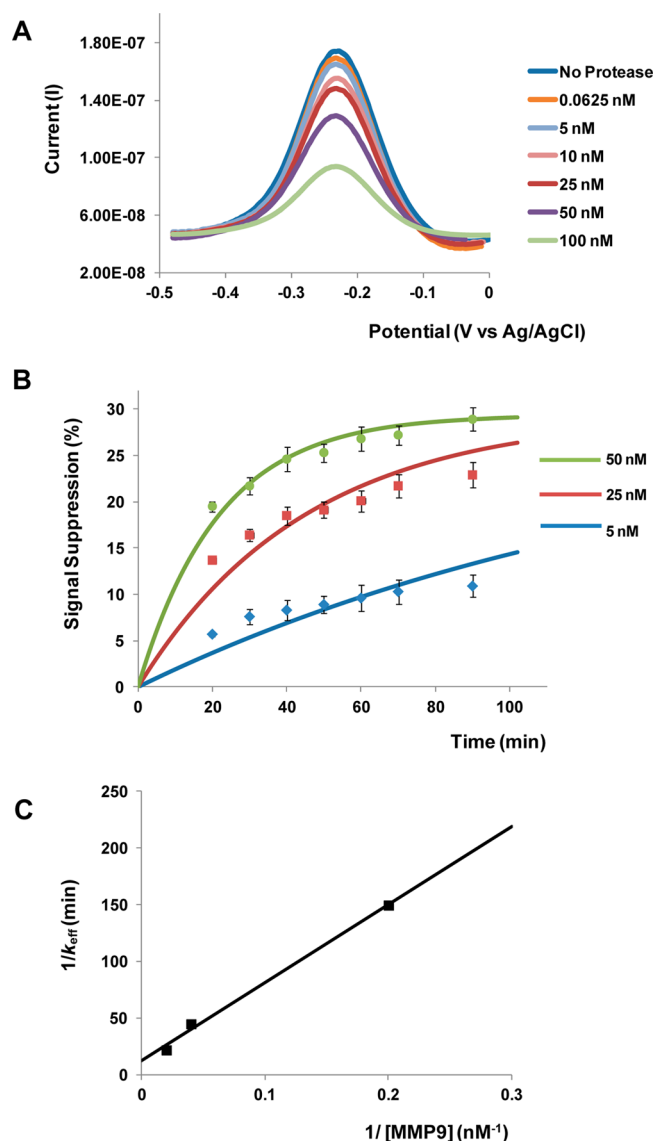 A
1.80E-07
1.40E-07
1.00E-07
6.00E-08
2.00E-08
Current (I)
-0.5 -0.4 -0.3 -0.2 -0.1 0
Potential (V vs Ag/AgCl)
No Protease
0.0625 nM
5 nM
10 nM
25 nM
50 nM
100 nM
B
30
25
20
15
10
5
0
Signal Suppression (%)
0 20 40 60 80 100
Time (min)
50 nM
25 nM
5 nM
C
250
200
150
100
50
0
1/keff (min)
0 0.1 0.2 0.3
1/ [MMP9] (nM-1)